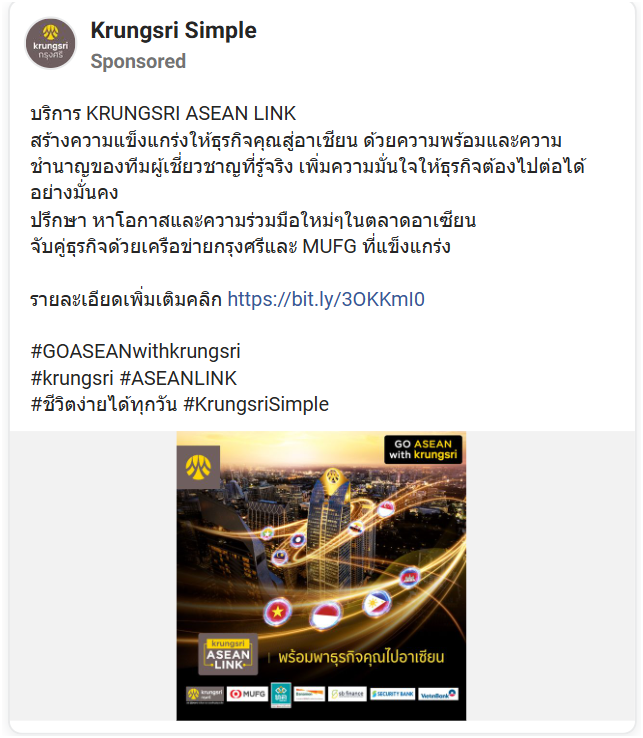 krungsri
กรุงศรี
Krungsri Simple
Sponsored
บริการ KRUNGSRI ASEAN LINK
สร้างความแข็งแกร่งให้ธุรกิจคุณสู่อาเซียน ด้วยความพร้อมและความ
ชำนาญของทีมผู้เชี่ยวชาญที่รู้จริง เพิ่มความมั่นใจให้ธุรกิจต้องไปต่อได้
อย่างมั่นคง
ปรึกษา หาโอกาสและความร่วมมือใหม่ๆในตลาดอาเซียน
จับคู่ธุรกิจด้วยเครือข่ายกรุงศรีและ MUFG ที่แข็งแกร่ง
รายละเอียดเพิ่มเติมคลิก https://bit.ly/3OKKmI0
#GOASEANwithkrungsri
#krungsri #ASEANLINK
#ชีวิตง่ายได้ทุกวัน #KrungsriSimple
GO ASEAN
with krungsri
krungsri
ASEAN
LINK
พร้อมพาธุรกิจคุณไปอาเซียน
krungsri
MUFG
SECURITY BANK
VietinBank